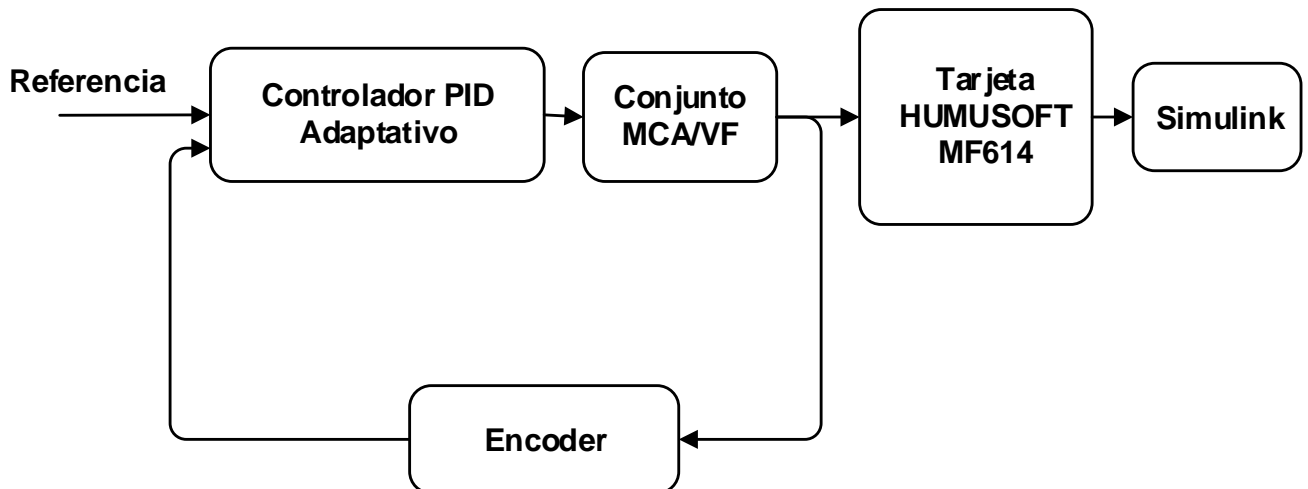 Referencia
Controlador PID
Adaptativo
Conjunto
MCA/VF
Tarjeta
HUMUSOFT
MF614
Simulink
Encoder